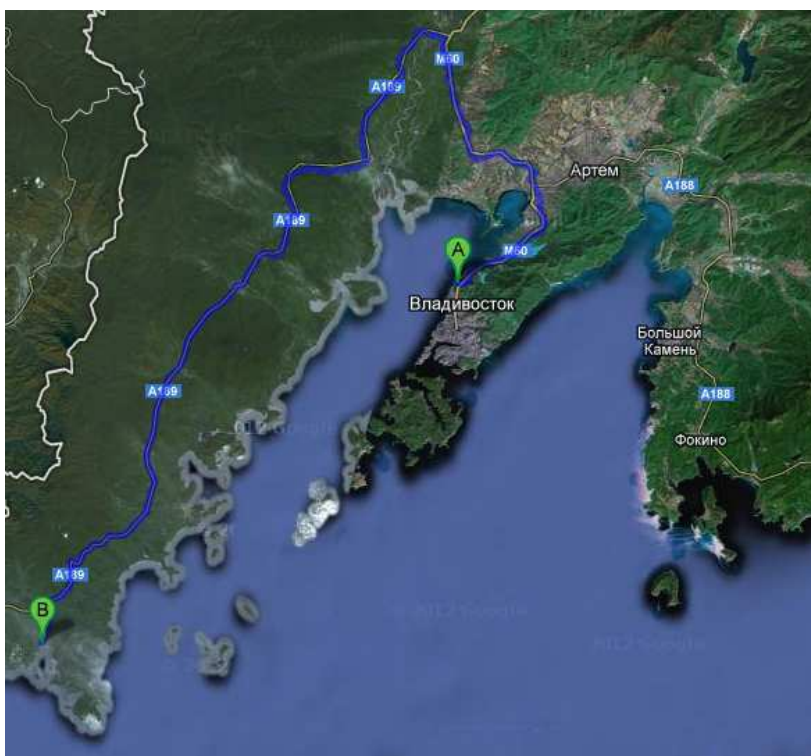 M60
A189
A189
Артем
A188
A
M60
Владивосток
Большой
Камень
A189
A188
Фокино
A189
B